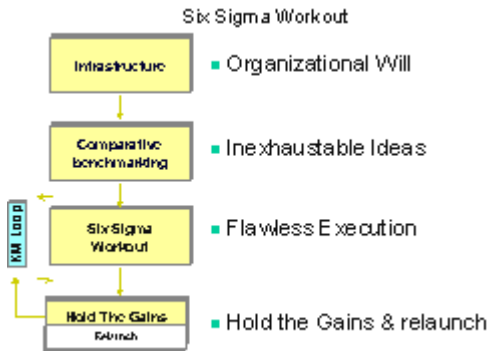 Six Sigma Workout
Infrastructure
Organizational Will
Comparative
benchmarking
Inexhaustable Ideas
KM Loop
Six Sigma
Workout
Flawless Execution
Hold The Gains
Relaunch
Hold the Gains & relaunch